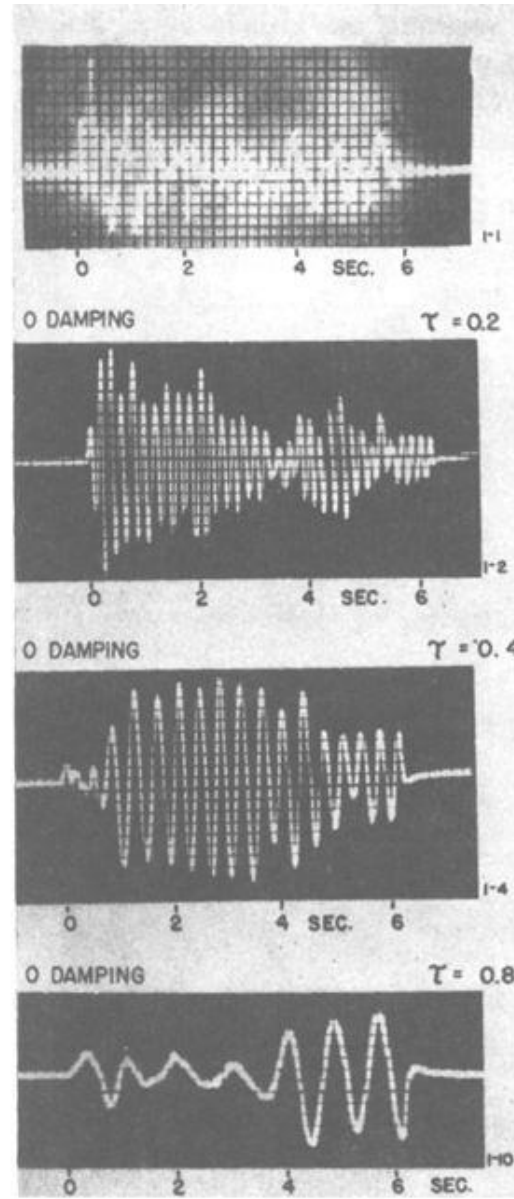 0 2 4 6
SEC.
1-1
0 DAMPING τ = 0.2
1-2
0 2 4 6
SEC.
0 DAMPING τ = 0.4
1-4
0 2 4 6
SEC.
0 DAMPING τ = 0.8
1-10
0 2 4 6
SEC.